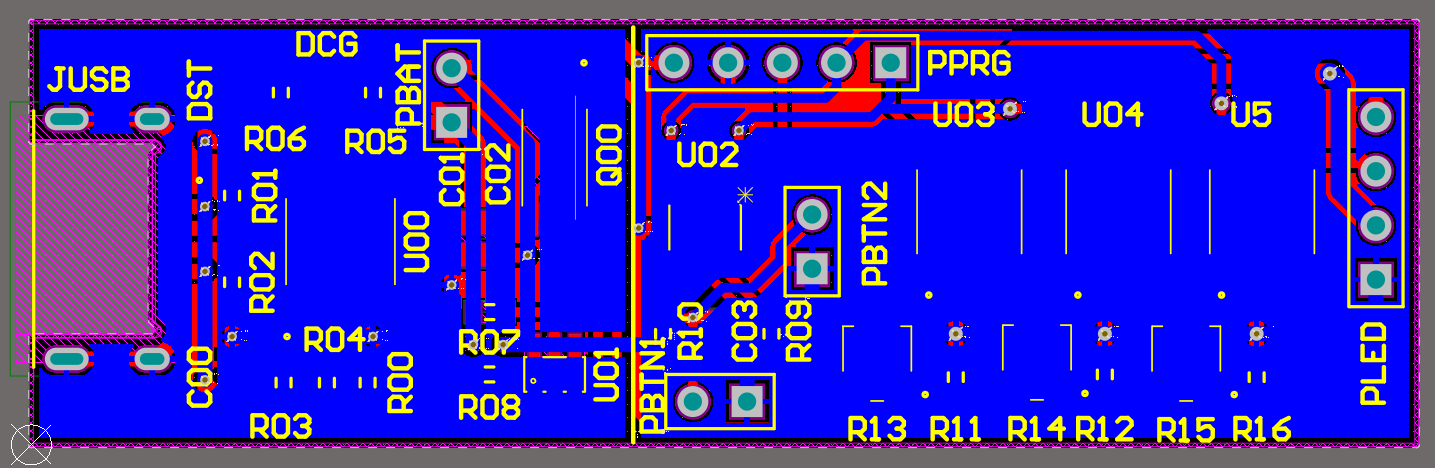 DCG
JUSB
DST
PBAT
PPRG
R06
R05
U03
U04
U5
Q00
U02
C01
C02
R01
U00
PBTN2
R02
R04
R07
R10
C03
R09
PLED
C00
R00
U01
PBTN1
R03
R08
R13
R11
R14
R12
R15
R16